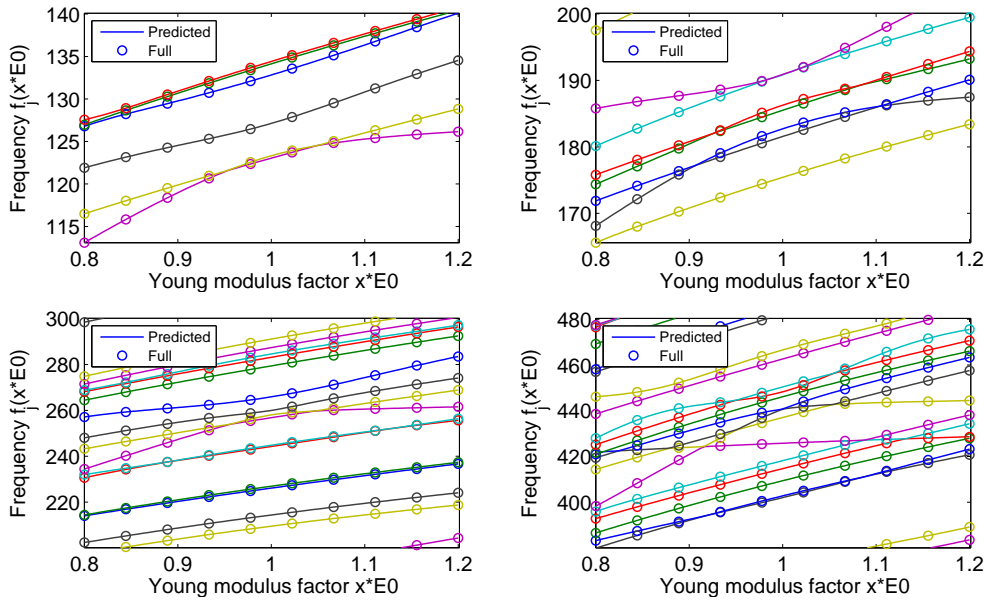 140
135
130
125
120
115
Frequency f_j(x*E0)
Predicted
Full
0.8 0.9 1 1.1 1.2
Young modulus factor x*E0
200
190
180
170
Frequency f_j(x*E0)
Predicted
Full
0.8 0.9 1 1.1 1.2
Young modulus factor x*E0
300
280
260
240
220
Frequency f_j(x*E0)
Predicted
Full
0.8 0.9 1 1.1 1.2
Young modulus factor x*E0
480
460
440
420
400
Frequency f_j(x*E0)
Predicted
Full
0.8 0.9 1 1.1 1.2
Young modulus factor x*E0